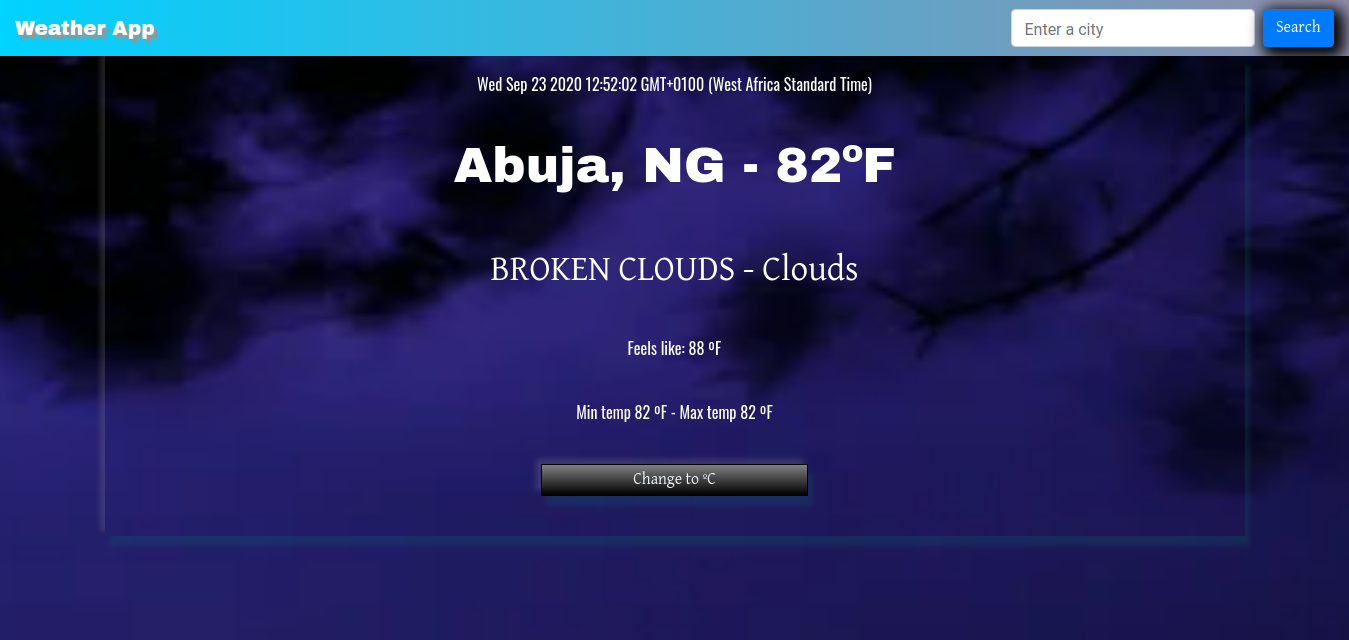 Weather App
Enter a city
Search
Wed Sep 23 2020 12:52:02 GMT+0100 (West Africa Standard Time)
Abuja, NG - 82ºF
BROKEN CLOUDS - Clouds
Feels like: 88 ºF
Min temp 82 ºF - Max temp 82 ºF
Change to ºC